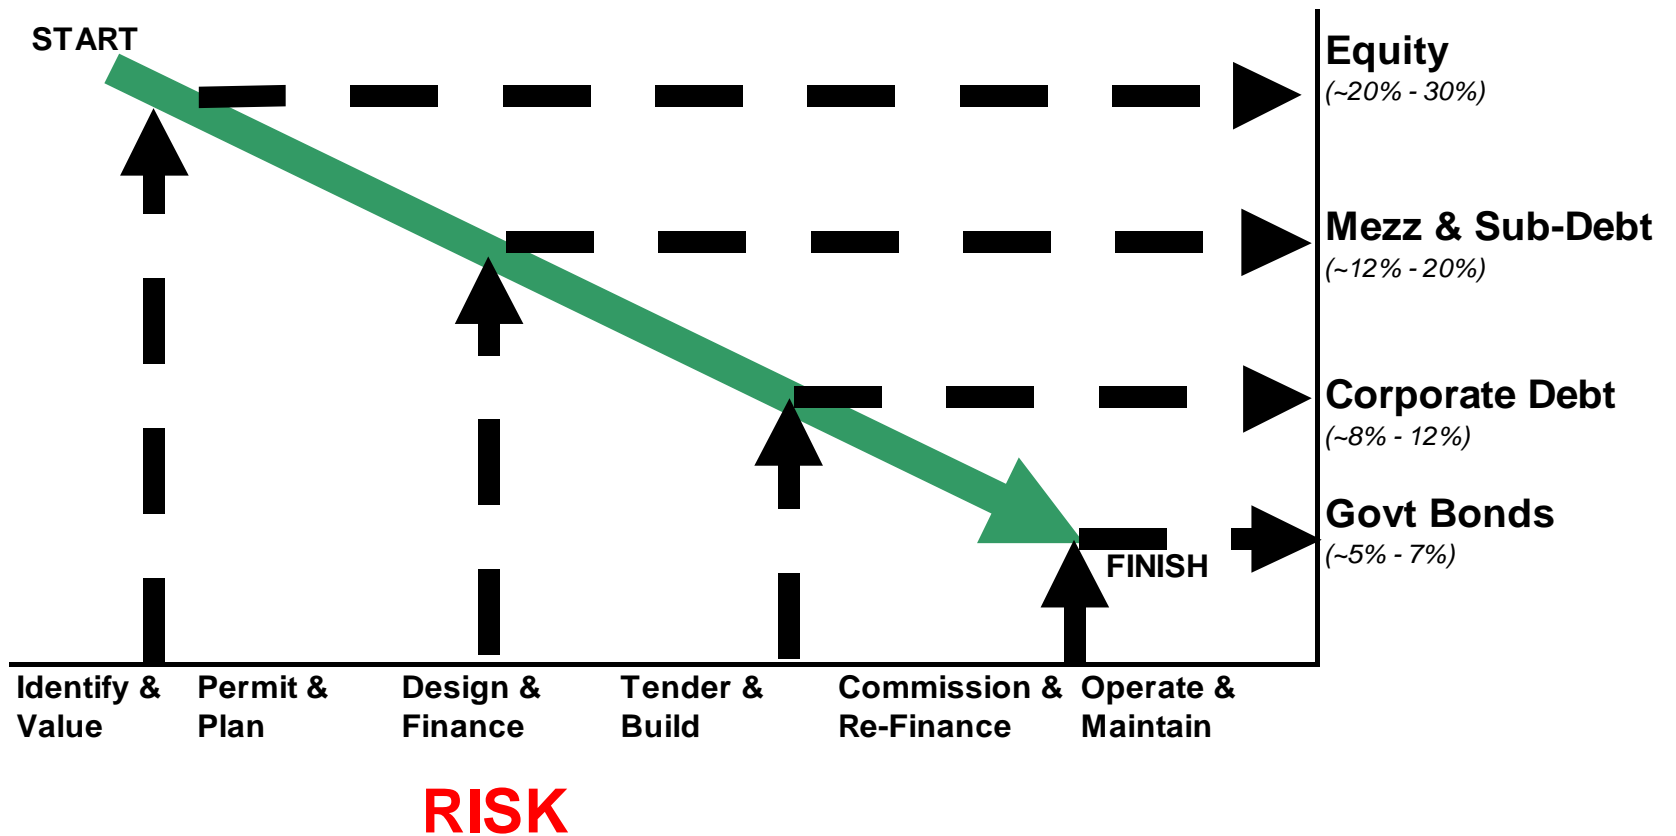 START
Equity
(~20% - 30%)
Mezz & Sub-Debt
(~12% - 20%)
Corporate Debt
(~8% - 12%)
Govt Bonds
(~5% - 7%)
FINISH
Identify &
Value
Permit &
Plan
Design &
Finance
Tender &
Build
Commission &
Re-Finance
Operate &
Maintain
RISK